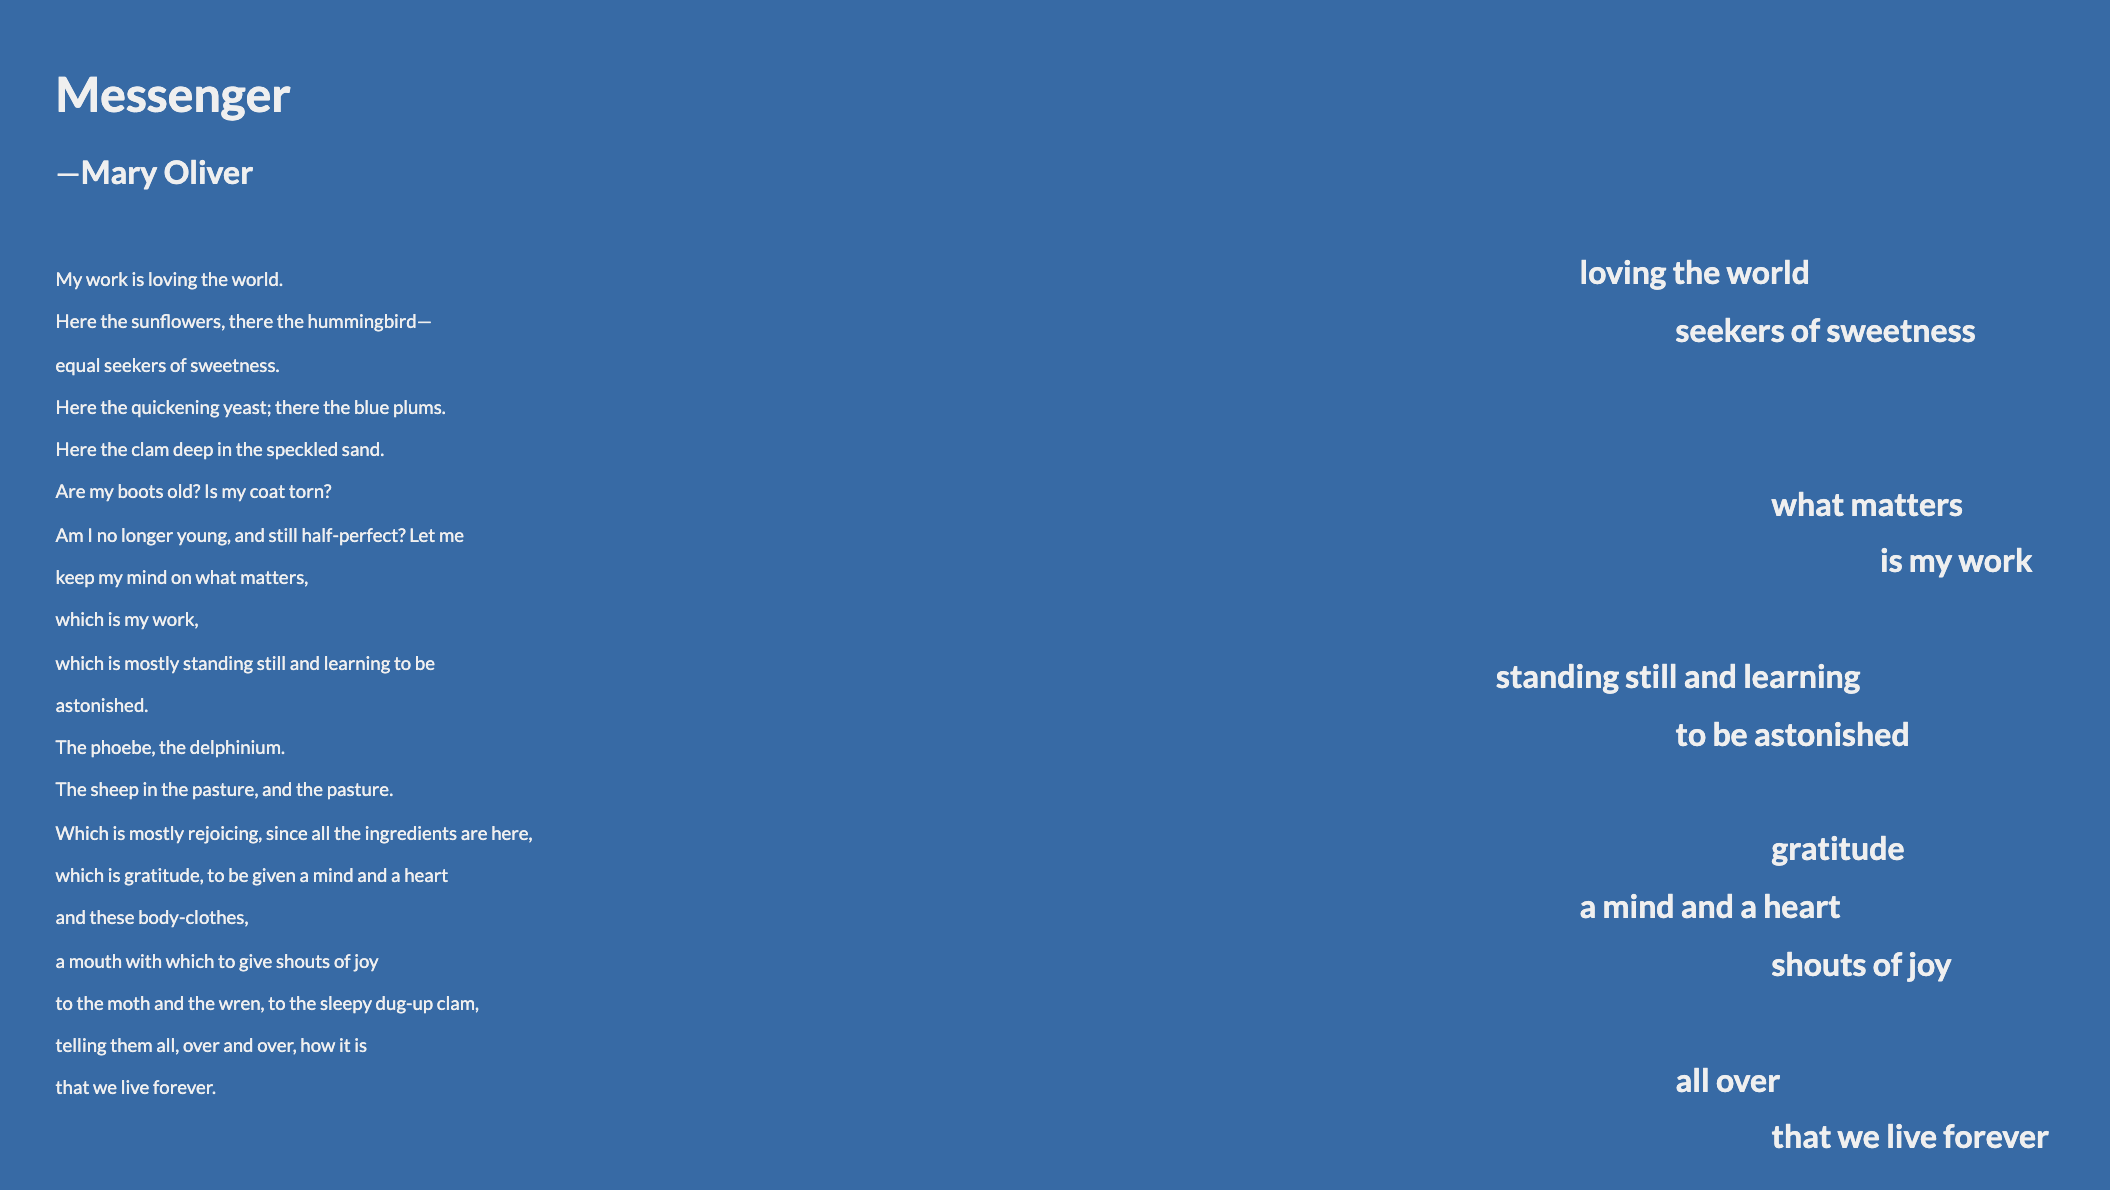 Messenger
—Mary Oliver
My work is loving the world.
Here the sunflowers, there the hummingbird—
equal seekers of sweetness.
Here the quickening yeast; there the blue plums.
Here the clam deep in the speckled sand.
Are my boots old? Is my coat torn?
Am I no longer young, and still half-perfect? Let me
keep my mind on what matters,
which is my work,
which is mostly standing still and learning to be
astonished.
The phoebe, the delphinium.
The sheep in the pasture, and the pasture.
Which is mostly rejoicing, since all the ingredients are here,
which is gratitude, to be given a mind and a heart
and these body-clothes,
a mouth with which to give shouts of joy
to the moth and the wren, to the sleepy dug-up clam,
telling them all, over and over, how it is
that we live forever.
loving the world
seekers of sweetness
what matters
is my work
standing still and learning
to be astonished
gratitude
a mind and a heart
shouts of joy
all over
that we live forever